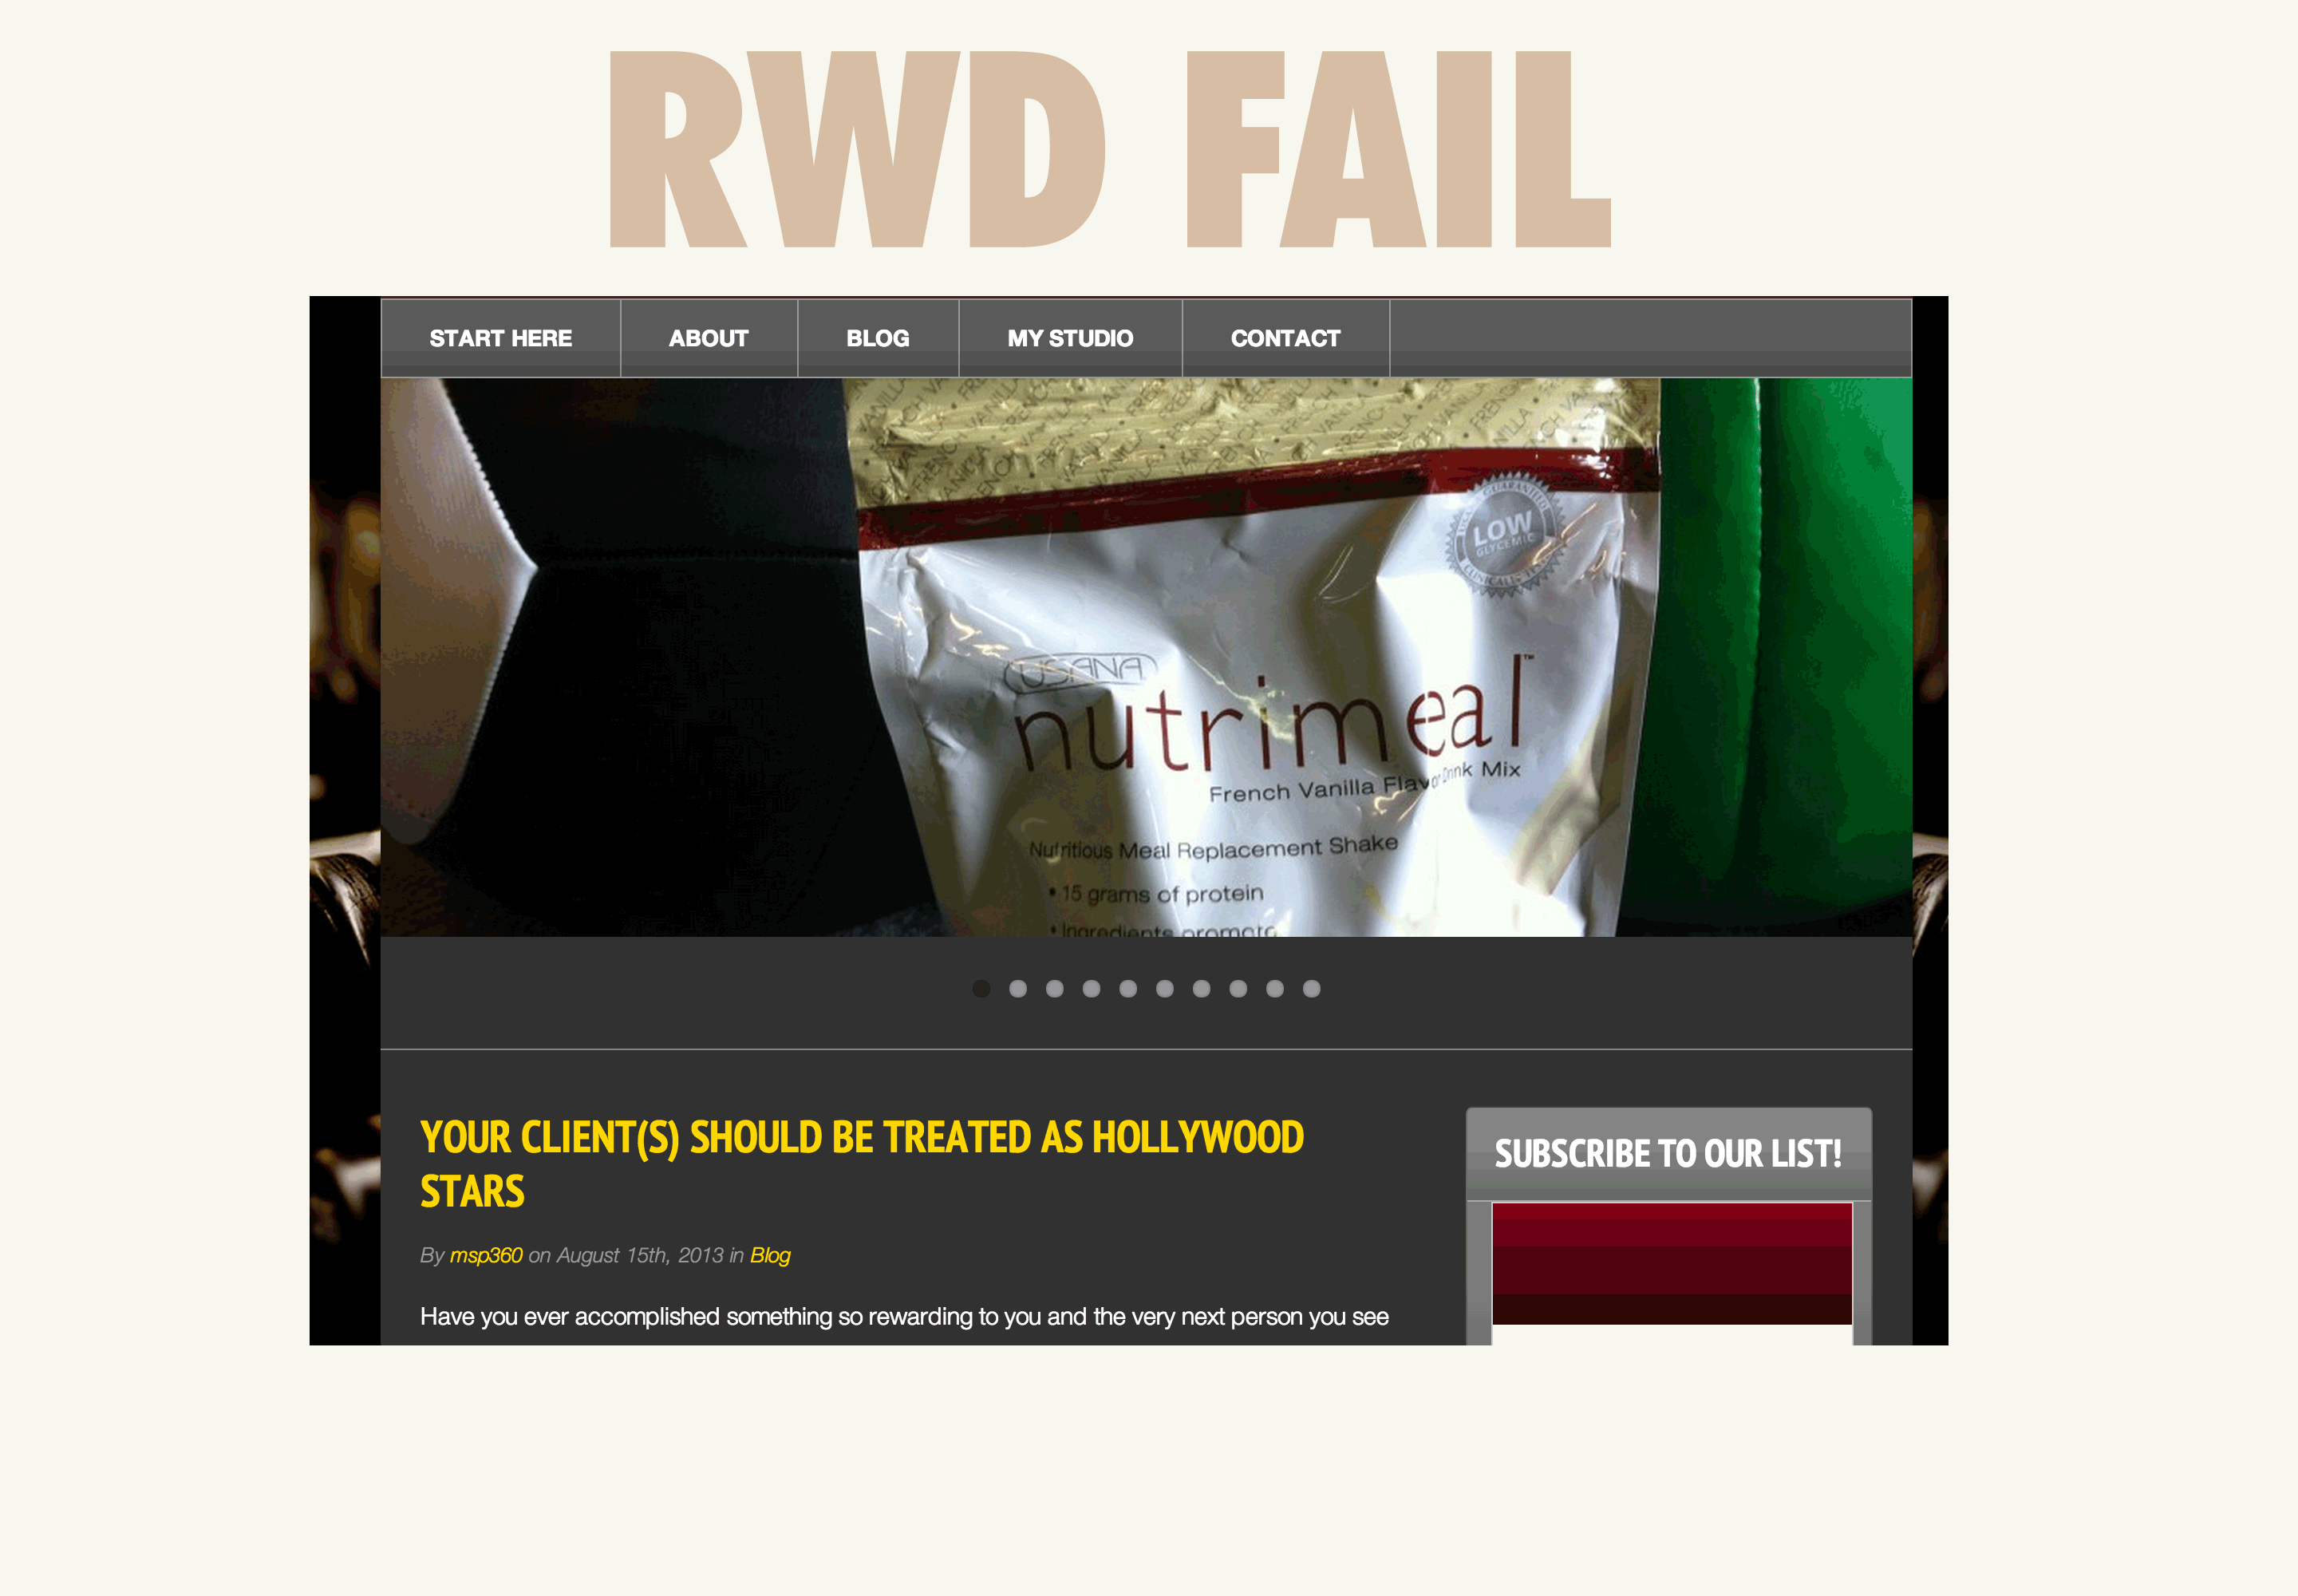 RWD FAIL
START HERE ABOUT BLOG MY STUDIO CONTACT
LOW
GLYCEMIC
USANA
nutrimeal™
French Vanilla Flavor Drink Mix
Nutritious Meal Replacement Shake
• 15 grams of protein
• Ingredients promote
YOUR CLIENT(S) SHOULD BE TREATED AS HOLLYWOOD
STARS
SUBSCRIBE TO OUR LIST!
By msp360 on August 15th, 2013 in Blog
Have you ever accomplished something so rewarding to you and the very next person you see